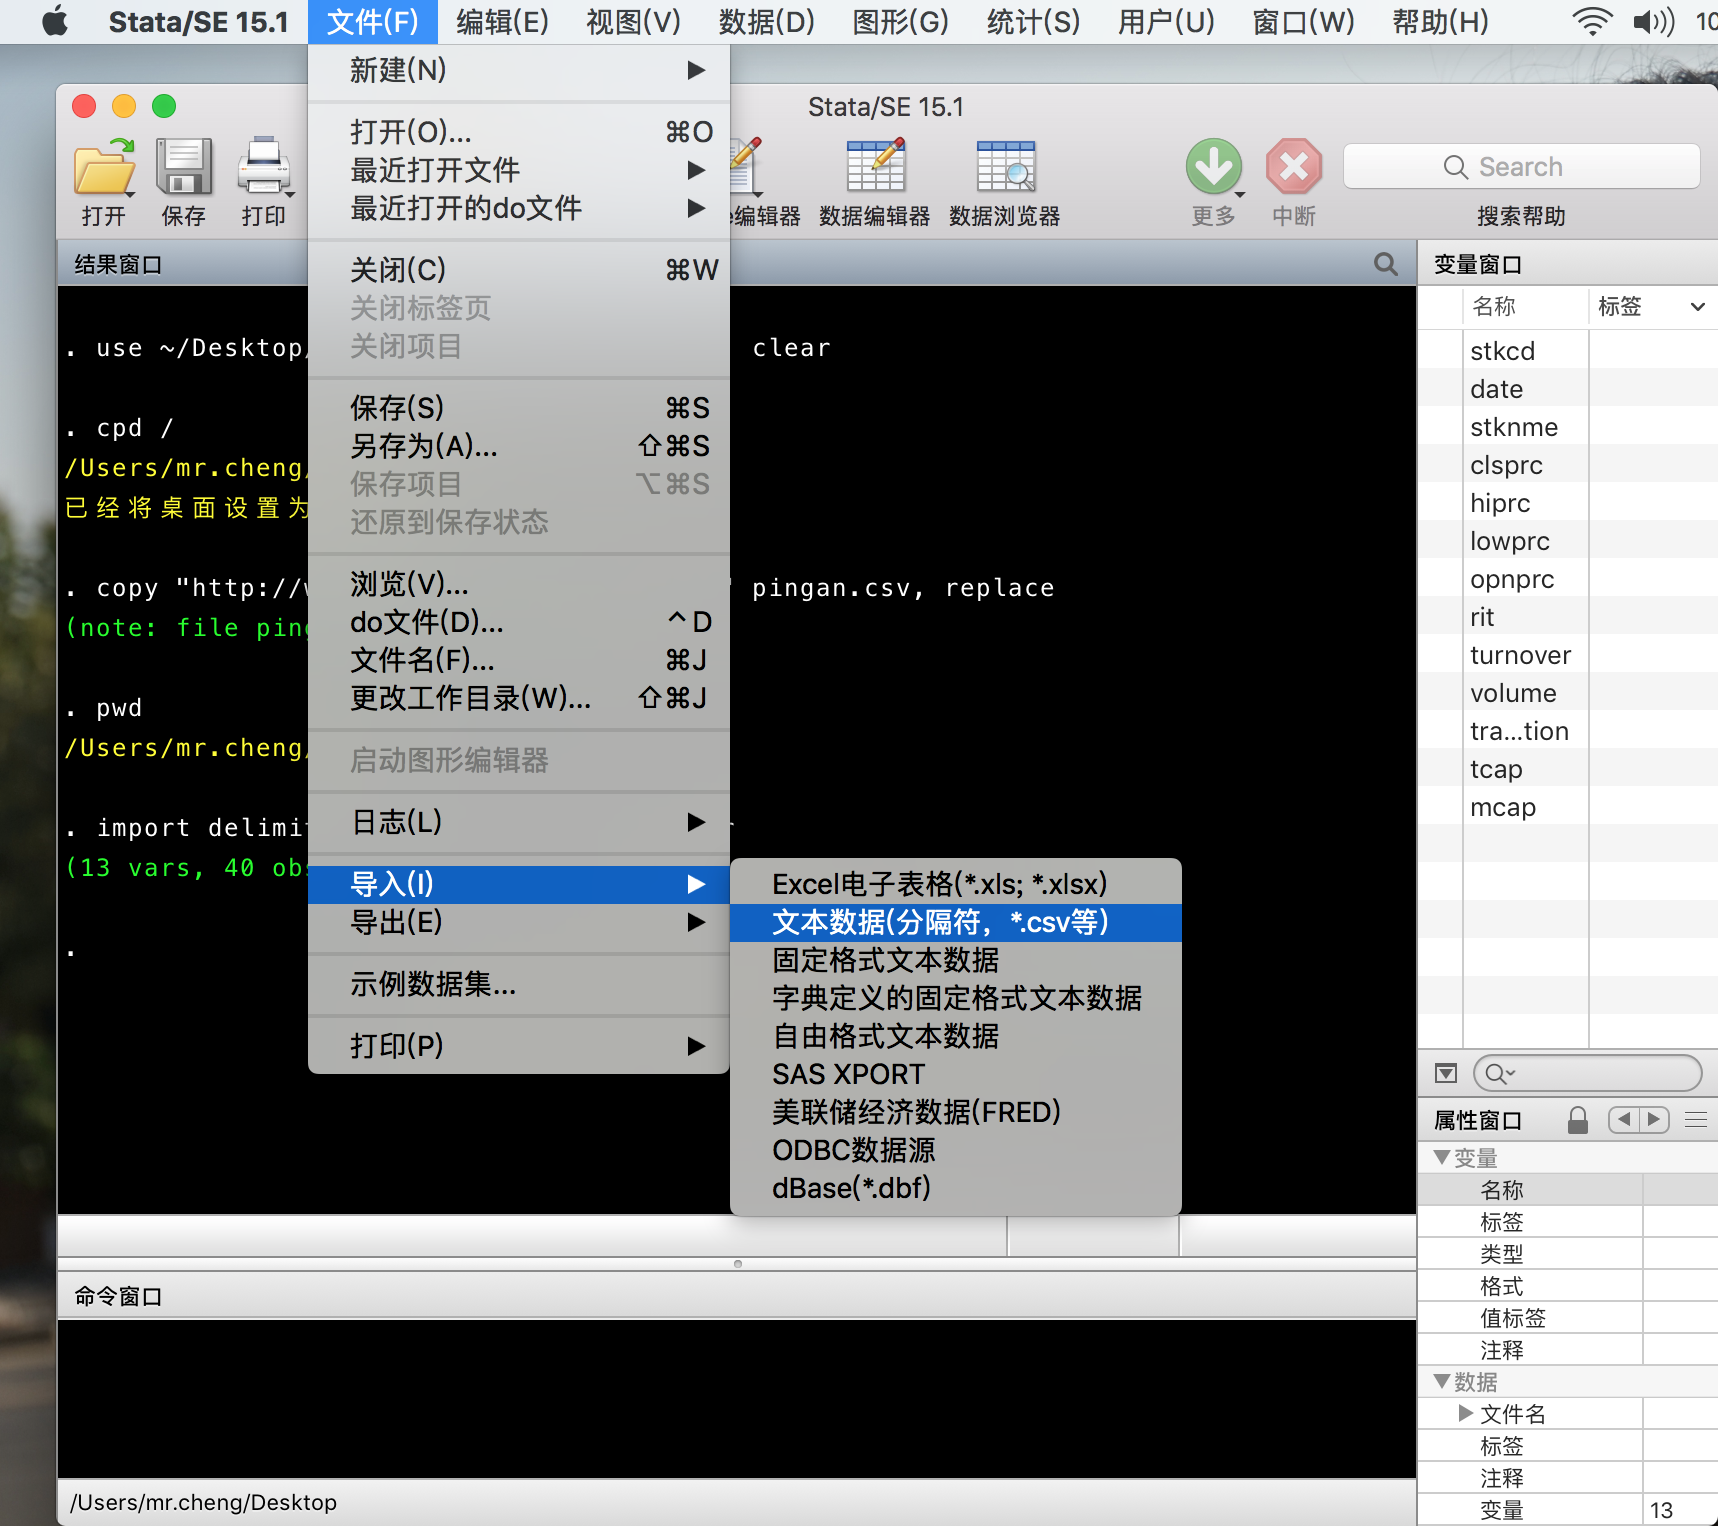 Stata/SE 15.1 文件(F) 编辑(E) 视图(V) 数据(D) 图形(G) 统计(S) 用户(U) 窗口(W) 帮助(H) 10
Stata/SE 15.1
打开 保存 打印 编辑器 数据编辑器 数据浏览器 更多 中断 Search
搜索帮助
新建(N)
打开(O)... ⌘O
最近打开文件
最近打开的do文件
关闭(C) ⌘W
关闭标签页
关闭项目
保存(S) ⌘S
另存为(A)... ⇧⌘S
保存项目 ⌥⌘S
还原到保存状态
浏览(V)...
do文件(D)... ^D
文件名(F)... ⌘J
更改工作目录(W)... ⇧⌘J
启动图形编辑器
日志(L)
导入(I)
导出(E)
示例数据集...
打印(P)
Excel电子表格(*.xls; *.xlsx)
文本数据(分隔符，*.csv等)
固定格式文本数据
字典定义的固定格式文本数据
自由格式文本数据
SAS XPORT
美联储经济数据(FRED)
ODBC数据源
dBase(*.dbf)
结果窗口
. use ~/Desktop/ clear
. cpd /
/Users/mr.cheng/
已经将桌面设置为
. copy "http:// pingan.csv, replace
(note: file ping
. pwd
/Users/mr.cheng/
. import delimit
(13 vars, 40 obs
.
命令窗口
/Users/mr.cheng/Desktop
变量窗口
名称 标签
stkcd
date
stknme
clsprc
hiprc
lowprc
opnprc
rit
turnover
volume
tra...tion
tcap
mcap
属性窗口
变量
名称
标签
类型
格式
值标签
注释
数据
文件名
标签
注释
变量 13